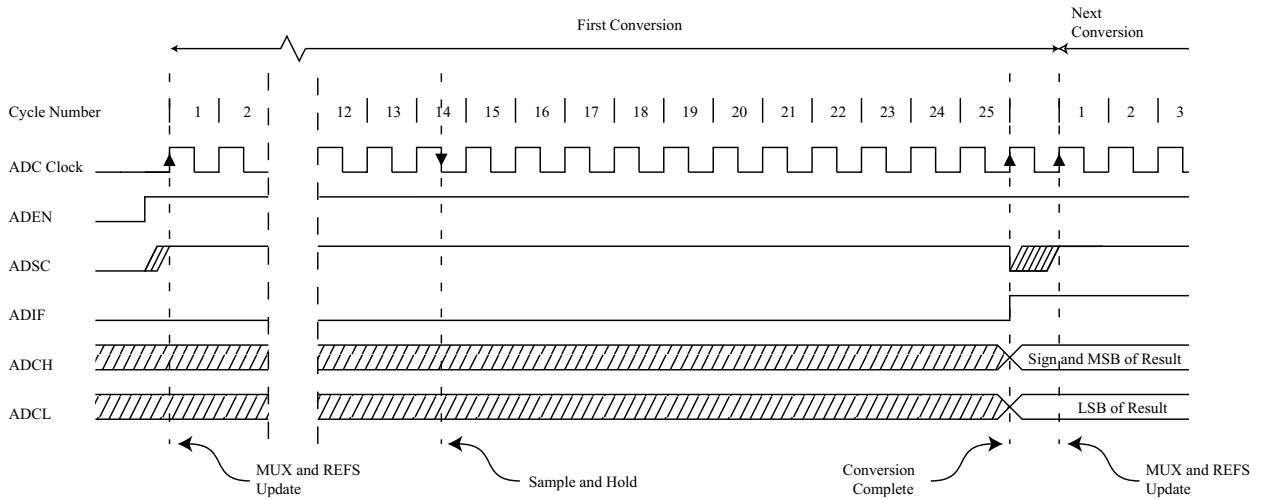 First Conversion
Next
Conversion
Cycle Number 1 2 12 13 14 15 16 17 18 19 20 21 22 23 24 25 1 2 3
ADC Clock
ADEN
ADSC
ADIF
ADCH Sign and MSB of Result
ADCL LSB of Result
MUX and REFS
Update
Sample and Hold
Conversion
Complete
MUX and REFS
Update